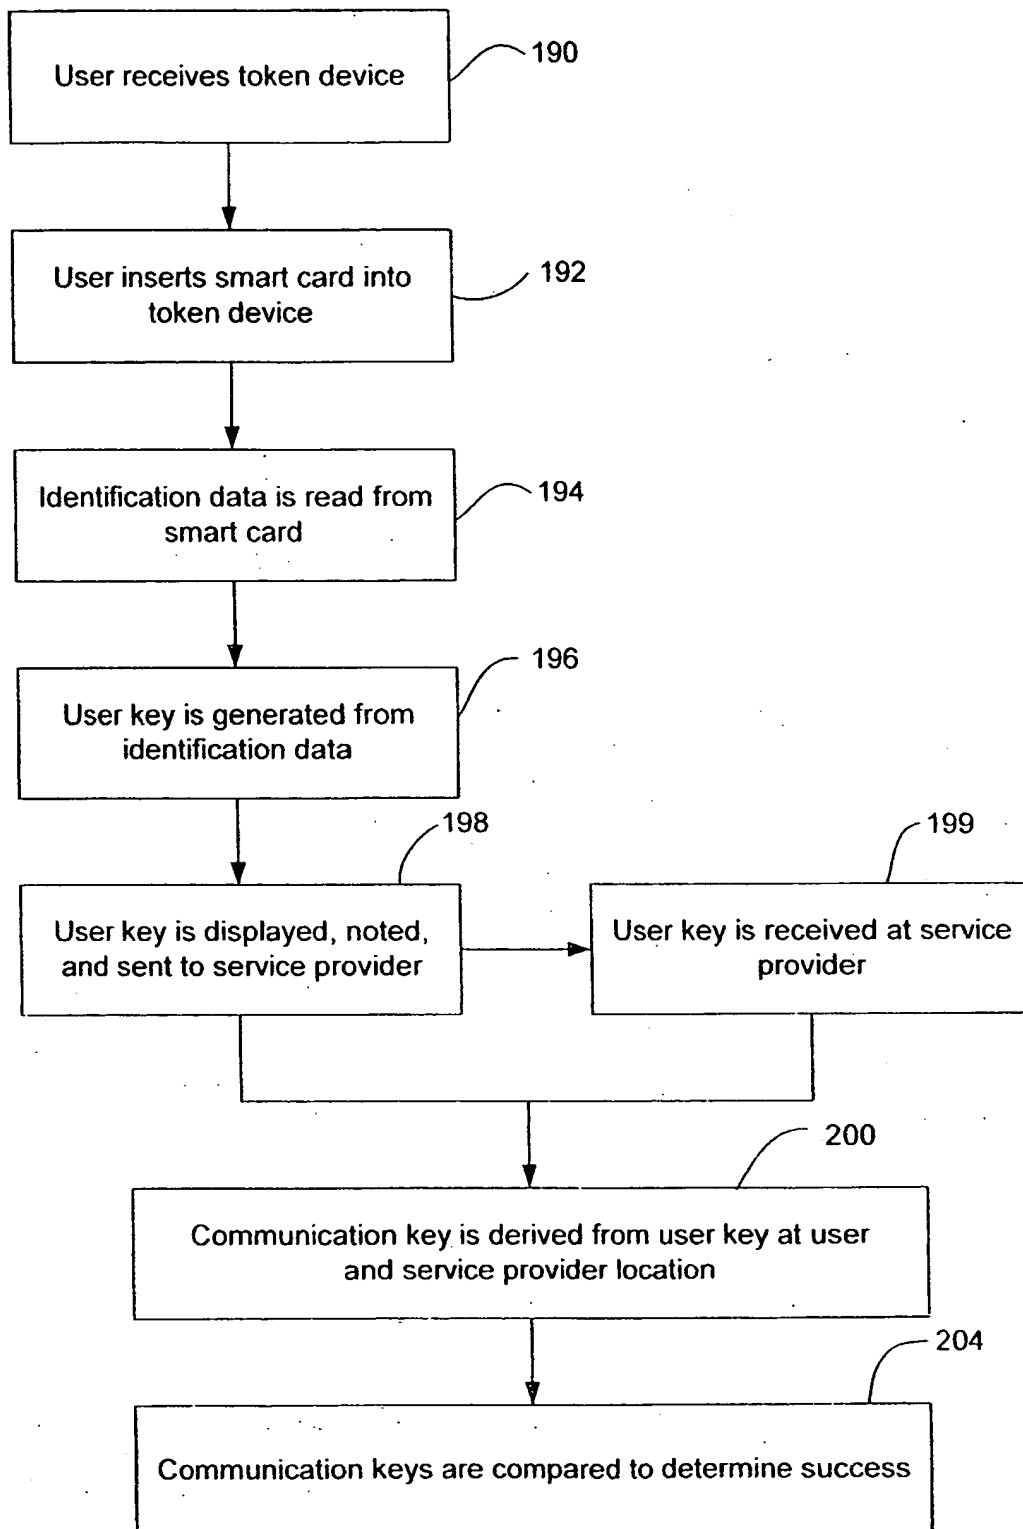 User receives token device
190
User inserts smart card into
token device
192
Identification data is read from
smart card
194
User key is generated from
identification data
196
User key is displayed, noted,
and sent to service provider
198
User key is received at service
provider
199
Communication key is derived from user key at user
and service provider location
200
Communication keys are compared to determine success
204